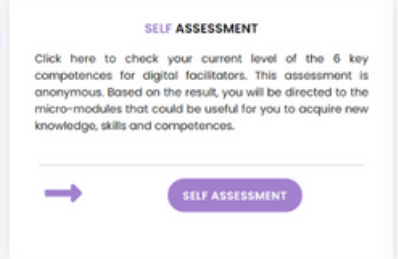 SELF ASSESSMENT
Click here to check your current level of the 6 key
competences for digital facilitators. This assessment is
anonymous. Based on the result, you will be directed to the
micro-modules that could be useful for you to acquire new
knowledge, skills and competences.
SELF ASSESSMENT